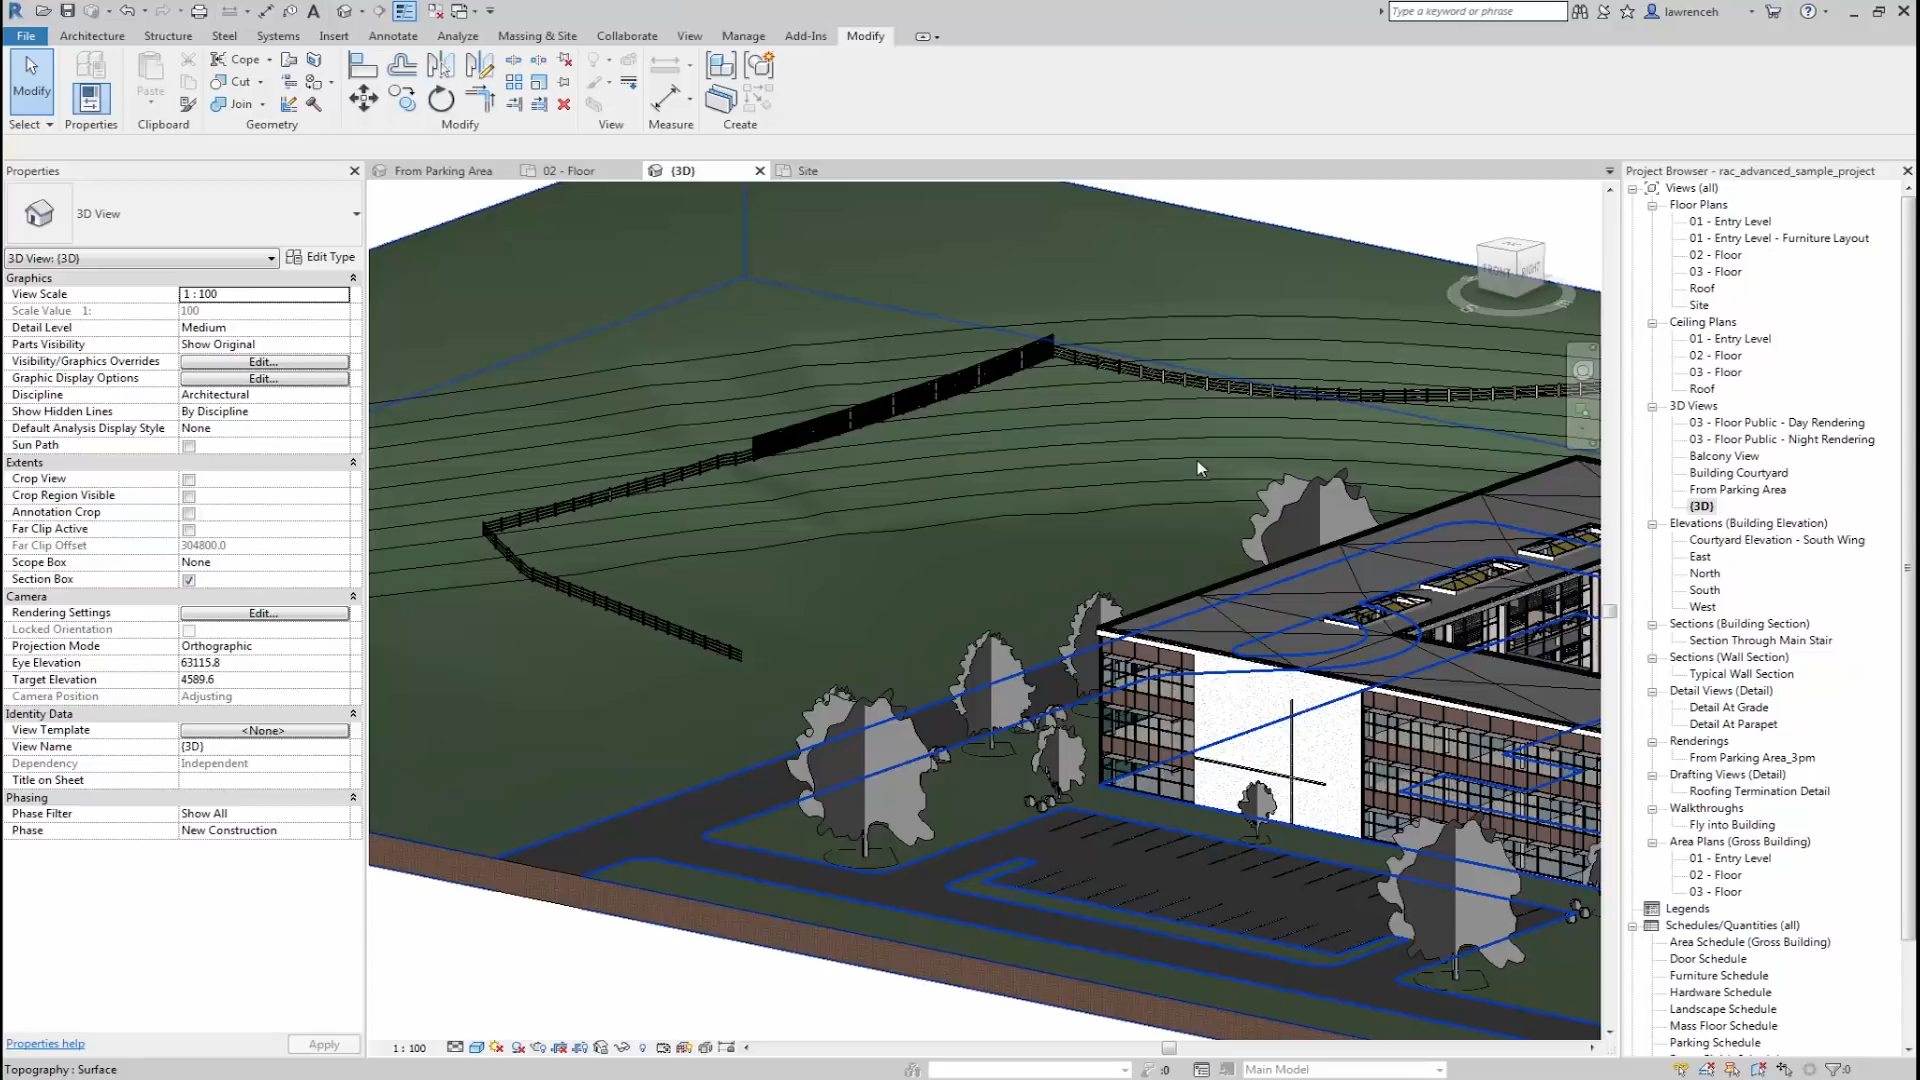 Type a keyword or phrase
lawrenceh
File
Architecture
Structure
Steel
Systems
Insert
Annotate
Analyze
Massing & Site
Collaborate
View
Manage
Add-Ins
Modify
Modify
Paste
Cope
Cut
Join
Select
Properties
Clipboard
Geometry
Modify
View
Measure
Create
Properties
From Parking Area
02 - Floor
{3D}
Site
Project Browser - rac_advanced_sample_project
3D View
3D View: {3D}
Edit Type
Graphics
View Scale
1 : 100
Scale Value 1:
100
Detail Level
Medium
Parts Visibility
Show Original
Visibility/Graphics Overrides
Edit...
Graphic Display Options
Edit...
Discipline
Architectural
Show Hidden Lines
By Discipline
Default Analysis Display Style
None
Sun Path
Extents
Crop View
Crop Region Visible
Annotation Crop
Far Clip Active
Far Clip Offset
304800.0
Scope Box
None
Section Box
Camera
Rendering Settings
Edit...
Locked Orientation
Projection Mode
Orthographic
Eye Elevation
63115.8
Target Elevation
4589.6
Camera Position
Adjusting
Identity Data
View Template
<None>
View Name
{3D}
Dependency
Independent
Title on Sheet
Phasing
Phase Filter
Show All
Phase
New Construction
Properties help
Apply
FRONT
RIGHT
Views (all)
Floor Plans
01 - Entry Level
01 - Entry Level - Furniture Layout
02 - Floor
03 - Floor
Roof
Site
Ceiling Plans
01 - Entry Level
02 - Floor
03 - Floor
Roof
3D Views
03 - Floor Public - Day Rendering
03 - Floor Public - Night Rendering
Balcony View
Building Courtyard
From Parking Area
{3D}
Elevations (Building Elevation)
Courtyard Elevation - South Wing
East
North
South
West
Sections (Building Section)
Section Through Main Stair
Sections (Wall Section)
Typical Wall Section
Detail Views (Detail)
Detail At Grade
Detail At Parapet
Renderings
From Parking Area_3pm
Drafting Views (Detail)
Roofing Termination Detail
Walkthroughs
Fly into Building
Area Plans (Gross Building)
01 - Entry Level
02 - Floor
03 - Floor
Legends
Schedules/Quantities (all)
Area Schedule (Gross Building)
Door Schedule
Furniture Schedule
Hardware Schedule
Landscape Schedule
Mass Floor Schedule
Parking Schedule
1 : 100
Topography : Surface
:0
Main Model
:0